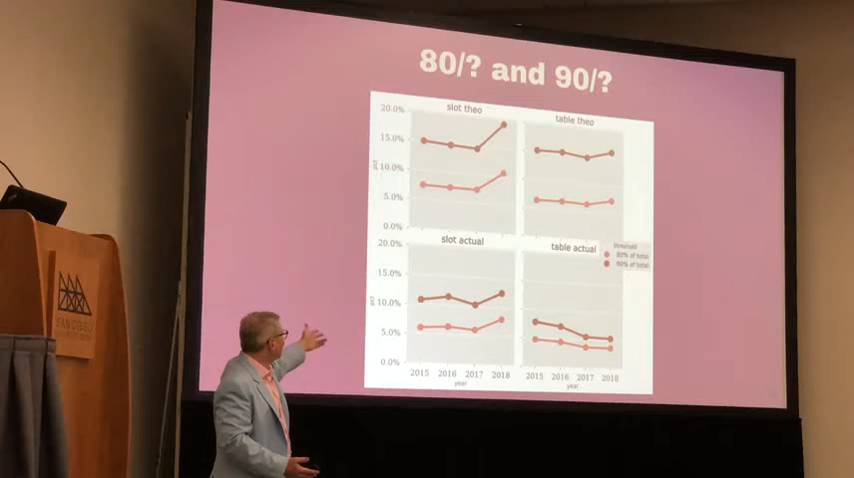 80/? and 90/?
slot theo
table theo
20.0%
15.0%
10.0%
5.0%
0.0%
slot actual
table actual
20.0%
15.0%
10.0%
5.0%
0.0%
threshold
80% of total
90% of total
2015 2016 2017 2018
2015 2016 2017 2018
year
year
SAN DIEGO